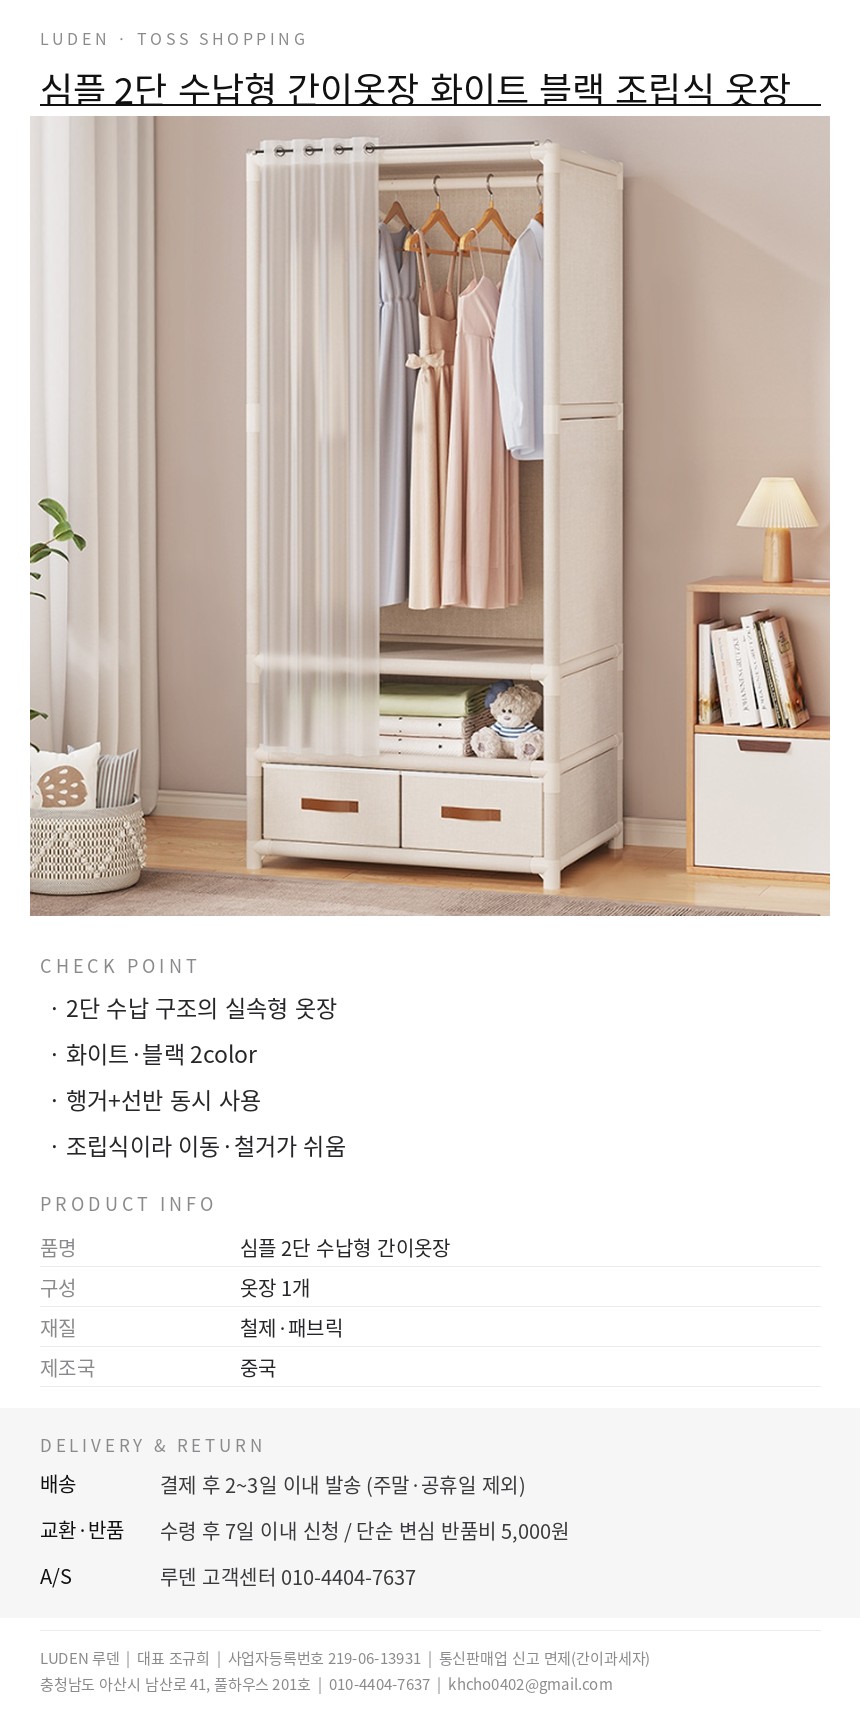 LUDEN · TOSS SHOPPING
심플 2단 수납형 간이옷장 화이트 블랙 조립식 옷장
CHECK POINT
· 2단 수납 구조의 실속형 옷장
· 화이트·블랙 2color
· 행거+선반 동시 사용
· 조립식이라 이동·철거가 쉬움
PRODUCT INFO
품명 심플 2단 수납형 간이옷장
구성 옷장 1개
재질 철제·패브릭
제조국 중국
DELIVERY & RETURN
배송 결제 후 2~3일 이내 발송 (주말·공휴일 제외)
교환·반품 수령 후 7일 이내 신청 / 단순 변심 반품비 5,000원
A/S 루덴 고객센터 010-4404-7637
LUDEN 루덴 | 대표 조규희 | 사업자등록번호 219-06-13931 | 통신판매업 신고 면제(간이과세자)
충청남도 아산시 남산로 41, 풀하우스 201호 | 010-4404-7637 | khcho0402@gmail.com